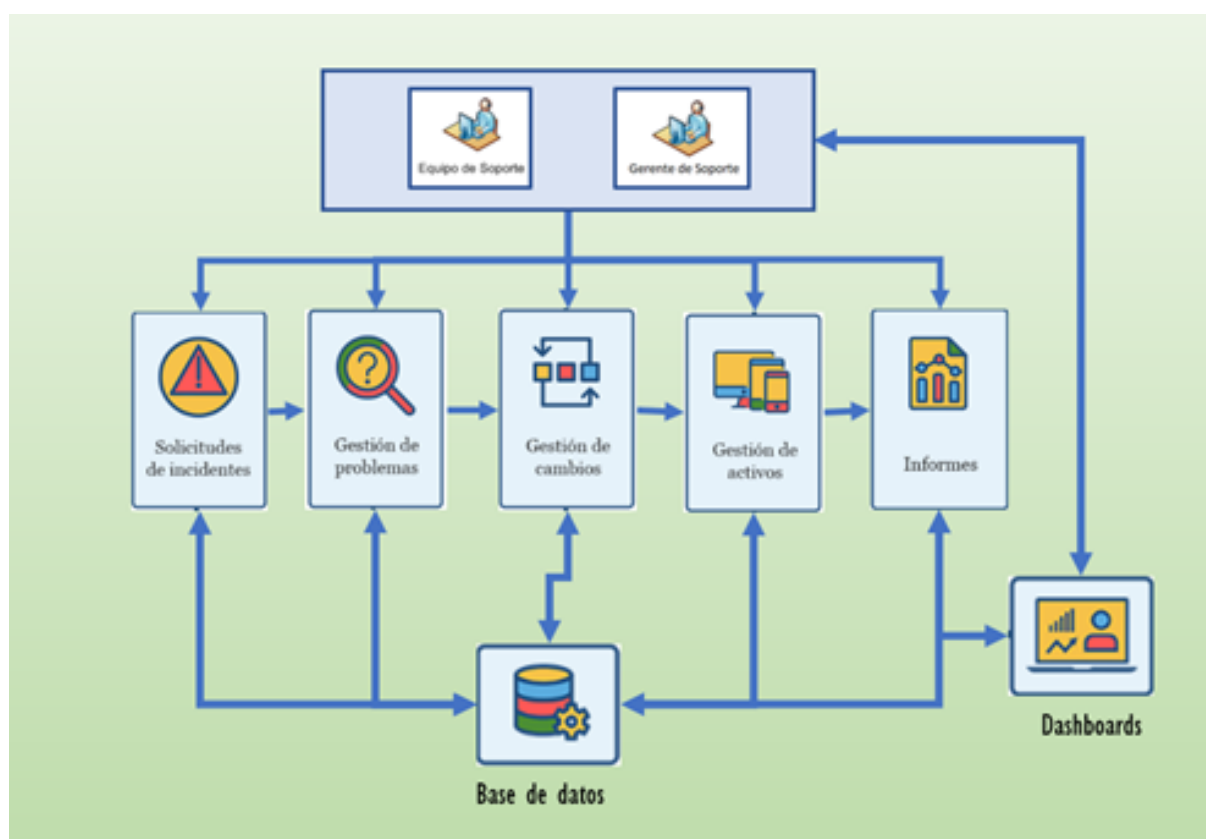 Equipo de Soporte
Gerente de Soporte
Solicitudes
de incidentes
Gestión de
problemas
Gestión de
cambios
Gestión de
activos
Informes
Dashboards
Base de datos